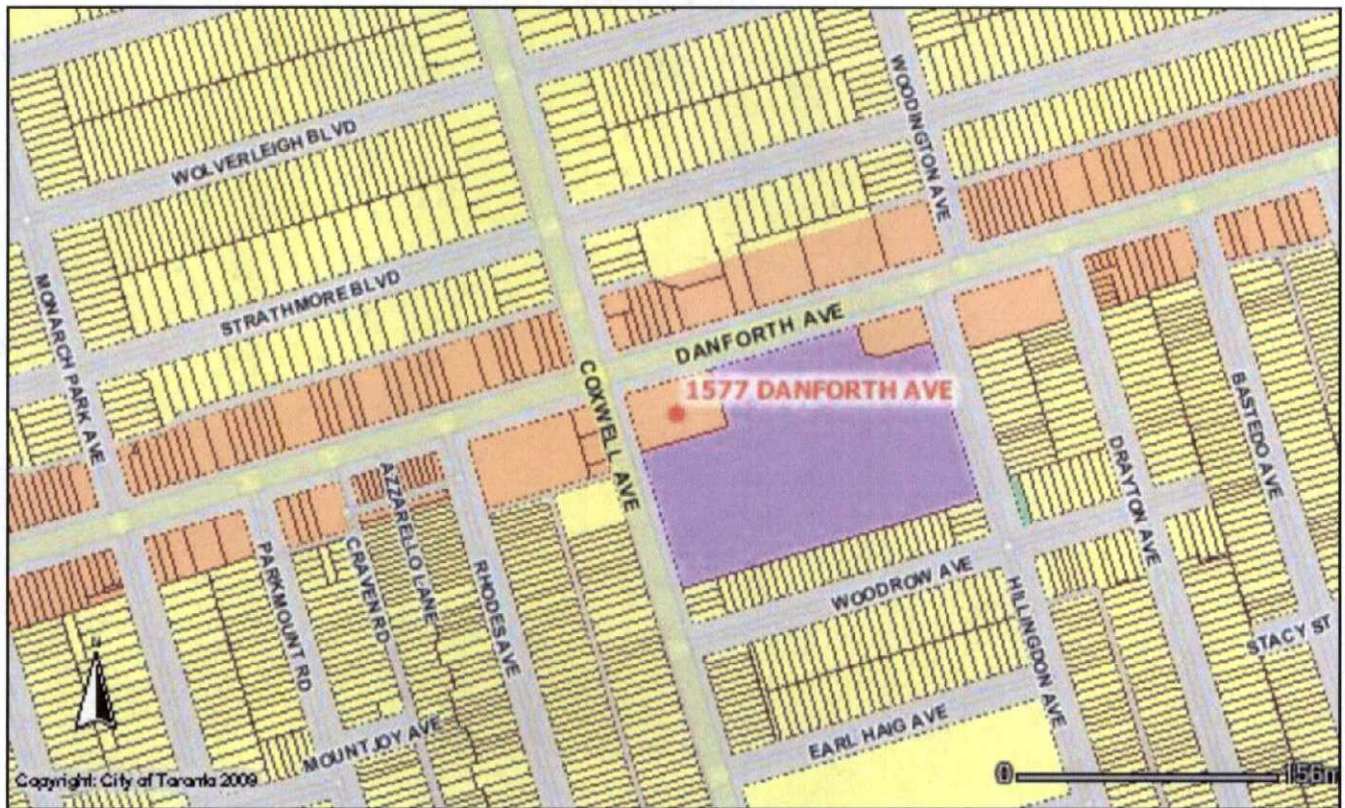 WOODINGTON AVE
WOLVERLEIGH BLVD
MONARCH PARK AVE
STRATHMORE BLVD
DANFORTH AVE
COXWELL AVE
1577 DANFORTH AVE
BASTEDO AVE
DRAYTON AVE
AZZARELLO LANE
CRAVEN RD
PARKMOUNT RD
RHODES AVE
WOODROW AVE
HILLINGDON AVE
STACY ST
MOUNTJOY AVE
EARL HAIG AVE
Copyright: City of Toronto 2009
0 156m